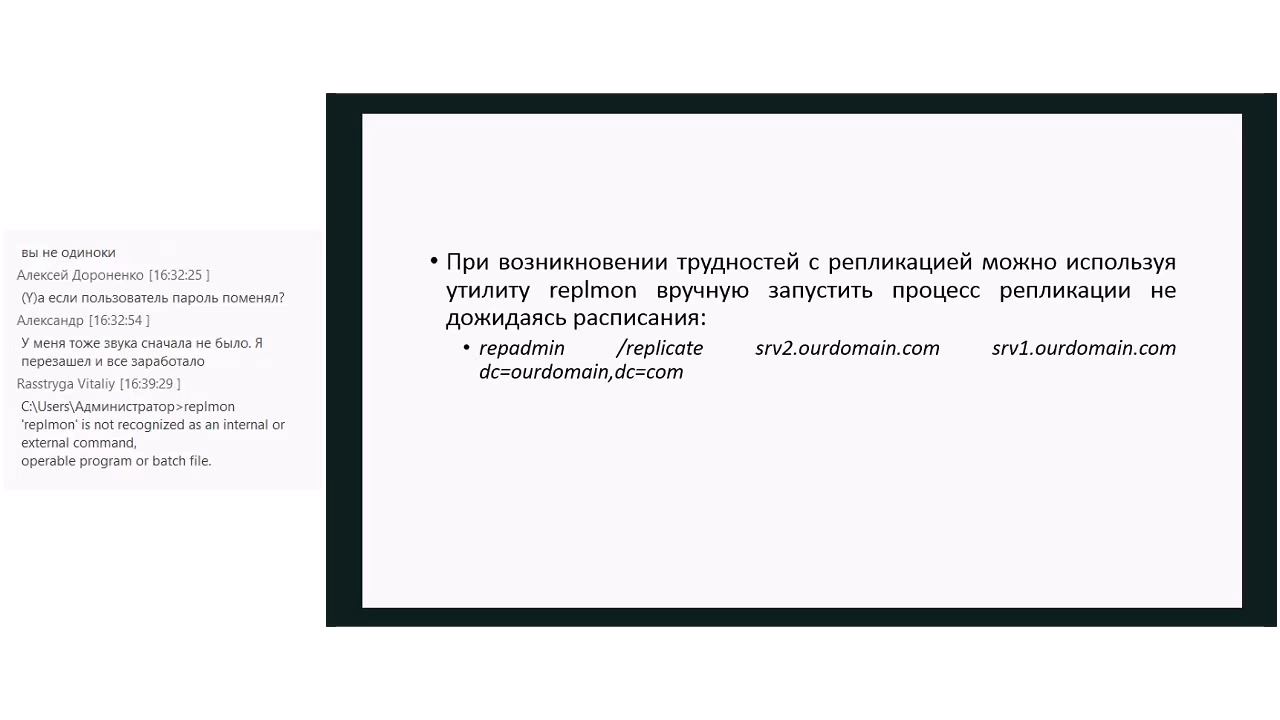 вы не одиноки
Алексей Дороненко [16:32:25 ]
(Y)а если пользователь пароль поменял?
Александр [16:32:54 ]
У меня тоже звука сначала не было. Я
перезашел и все заработало
Rasstryga Vitaliy [16:39:29 ]
C:\Users\Администратор>replmon
'replmon' is not recognized as an internal or
external command,
operable program or batch file.
• При возникновении трудностей с репликацией можно используя
утилиту replmon вручную запустить процесс репликации не
дожидаясь расписания:
• repadmin /replicate srv2.ourdomain.com srv1.ourdomain.com
dc=ourdomain,dc=com